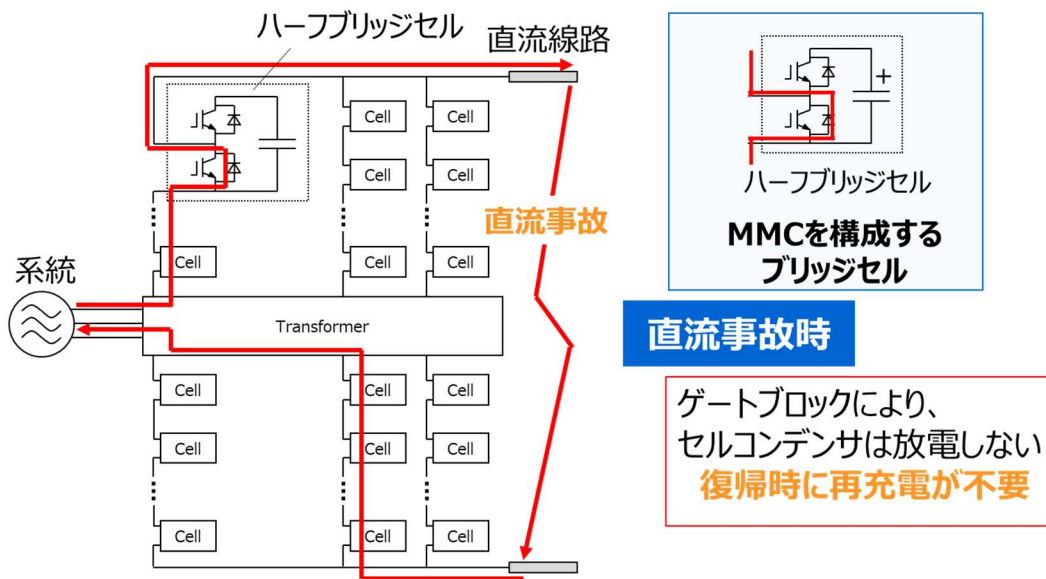 ハーフブリッジセル
直流線路
Cell
Cell
Cell
Cell
直流事故
系統
Cell
Cell
Cell
Transformer
Cell
Cell
Cell
Cell
Cell
Cell
Cell
Cell
Cell
+
ハーフブリッジセル
MMCを構成する
ブリッジセル
直流事故時
ゲートブロックにより、
セルコンデンサは放電しない
復帰時に再充電が不要